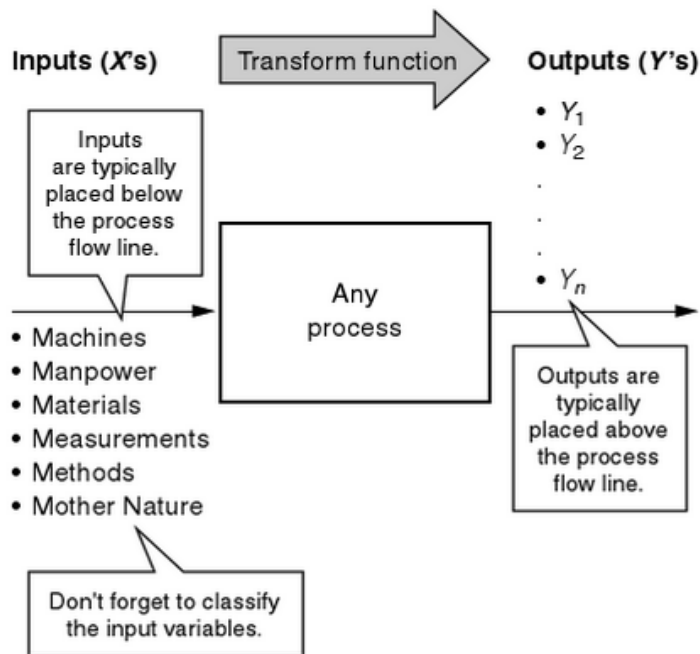 Inputs (X's)
Transform function
Outputs (Y's)
Inputs
are typically
placed below
the process
flow line.
• Y1
• Y2
.
.
.
• Yn
Any
process
• Machines
• Manpower
• Materials
• Measurements
• Methods
• Mother Nature
Outputs are
typically
placed above
the process
flow line.
Don't forget to classify
the input variables.